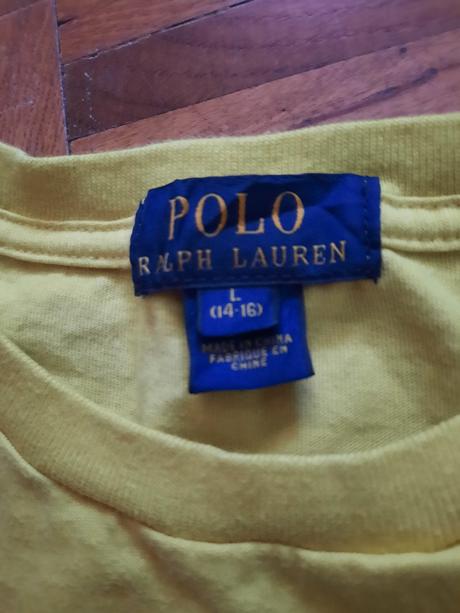 POLO
RALPH LAUREN
L
(14-16)
MADE IN CHINA
FABRIQUE EN
CHINE